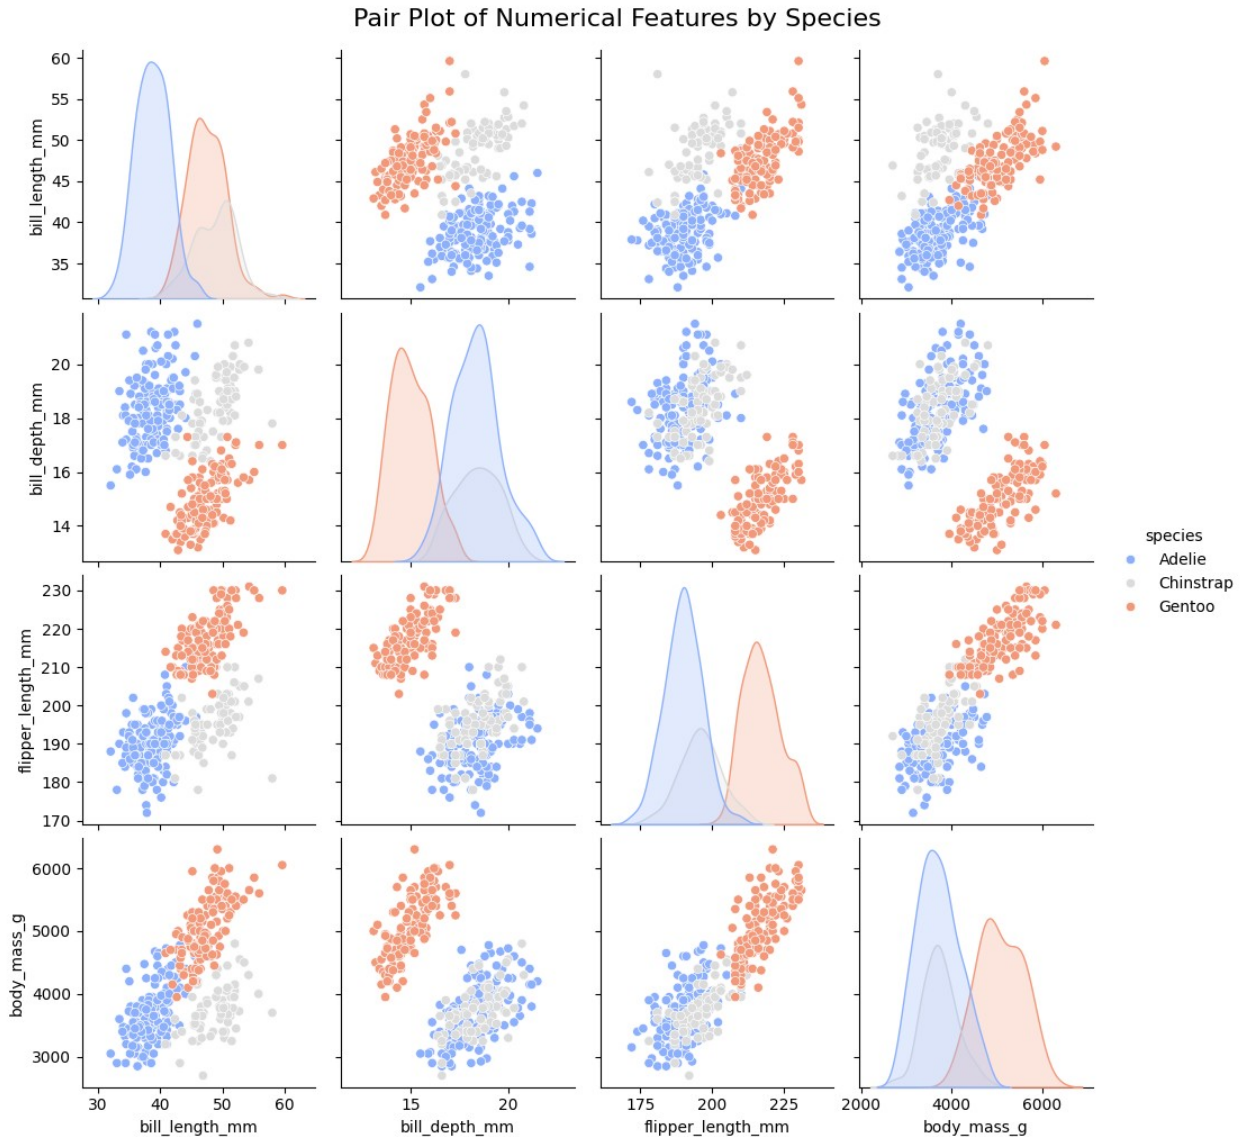 Pair Plot of Numerical Features by Species
60
55
50
45
40
35
bill_length_mm
20
18
16
14
bill_depth_mm
species
Adelie
Chinstrap
Gentoo
230
220
210
200
190
180
170
flipper_length_mm
6000
5000
4000
3000
body_mass_g
30 40 50 60 15 20 175 200 225 2000 4000 6000
bill_length_mm bill_depth_mm flipper_length_mm body_mass_g